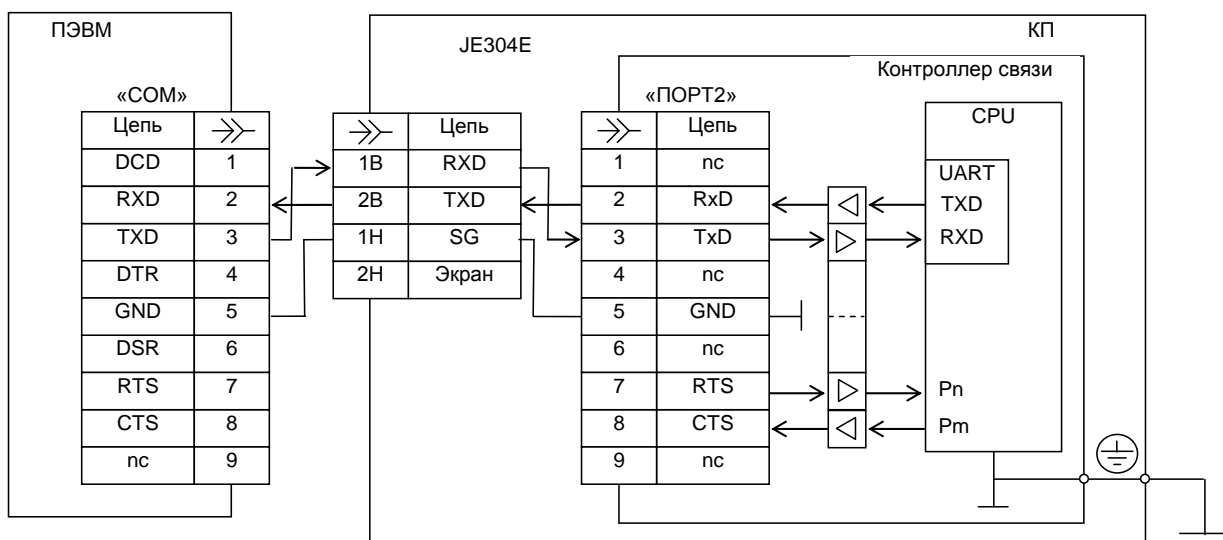 ПЭВМ
КП
JE304E
Контроллер связи
«COM»
«ПОРТ2»
CPU
Цепь
Цепь
Цепь
DCD 1
1В RXD
1 nc
UART
RXD 2
2В TXD
2 RxD
TXD
TXD 3
1Н SG
3 TxD
RXD
DTR 4
2Н Экран
4 nc
GND 5
5 GND
DSR 6
6 nc
RTS 7
7 RTS
Pn
CTS 8
8 CTS
Pm
nc 9
9 nc